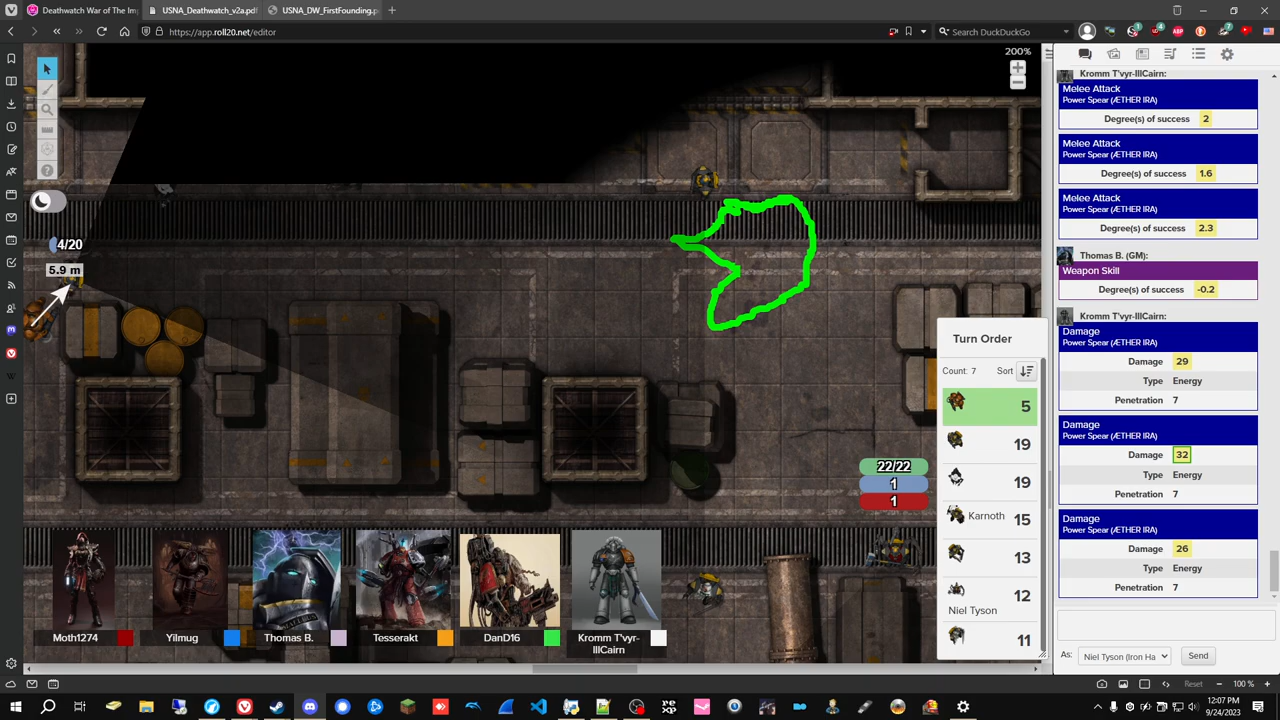 Deathwatch War of The Im
USNA_Deathwatch_v2a.pdf
USNA_DW_FirstFounding.p
https://app.roll20.net/editor
Search DuckDuckGo
200%
4/20
5.9 m
22/22
1
1
Turn Order
Count: 7
Sort
5
19
19
Karnoth
15
13
12
Niel Tyson
11
Moth1274
Yilmug
Thomas B.
Tesserakt
DanD16
Kromm T'vyr-
IllCairn
Kromm T'vyr-IllCairn:
Melee Attack
Power Spear (ÆTHER IRA)
Degree(s) of success 2
Melee Attack
Power Spear (ÆTHER IRA)
Degree(s) of success 1.6
Melee Attack
Power Spear (ÆTHER IRA)
Degree(s) of success 2.3
Thomas B. (GM):
Weapon Skill
Degree(s) of success -0.2
Kromm T'vyr-IllCairn:
Damage
Power Spear (ÆTHER IRA)
Damage 29
Type Energy
Penetration 7
Damage
Power Spear (ÆTHER IRA)
Damage 32
Type Energy
Penetration 7
Damage
Power Spear (ÆTHER IRA)
Damage 26
Type Energy
Penetration 7
As: Niel Tyson (Iron Ha
Send
Reset
100 %
12:07 PM
9/24/2023